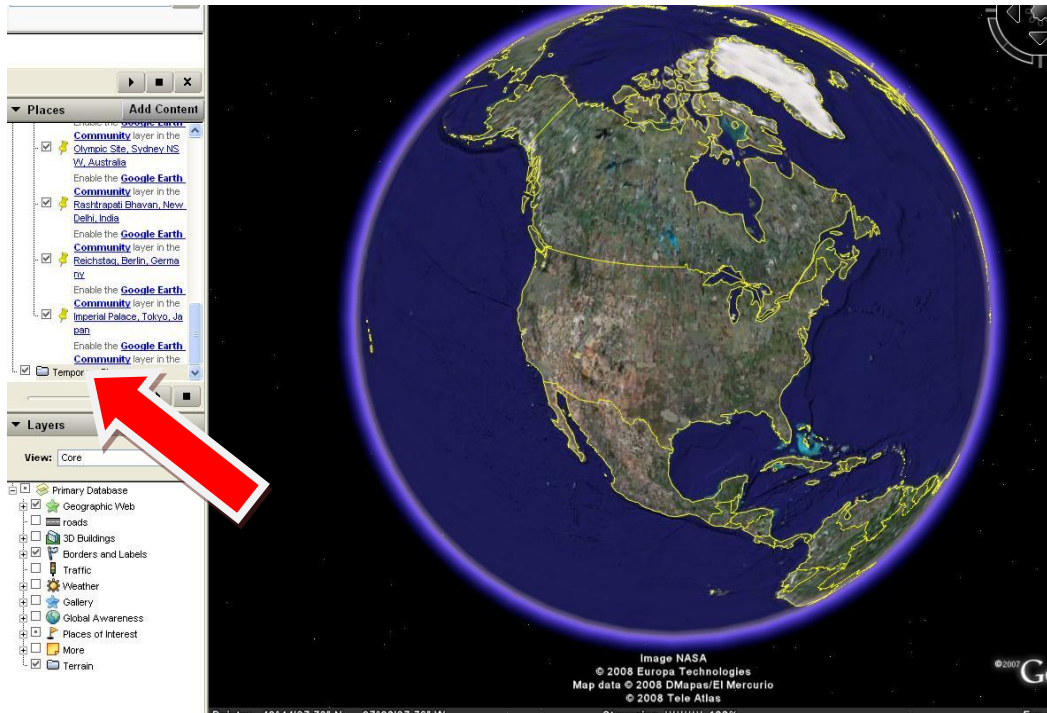 Places Add Content
Enable the Google Earth
Community layer in the
Olympic Site, Sydney NS
W, Australia
Enable the Google Earth
Community layer in the
Rashtrapati Bhavan, New
Delhi, India
Enable the Google Earth
Community layer in the
Reichstag, Berlin, Germa
ny
Enable the Google Earth
Community layer in the
Imperial Palace, Tokyo, Ja
pan
Enable the Google Earth
Community layer in the
Layers
View: Core
Primary Database
Geographic Web
roads
3D Buildings
Borders and Labels
Traffic
Weather
Gallery
Global Awareness
Places of Interest
More
Terrain
Image NASA
© 2008 Europa Technologies
Map data © 2008 DMapas/El Mercurio
© 2008 Tele Atlas
©2007